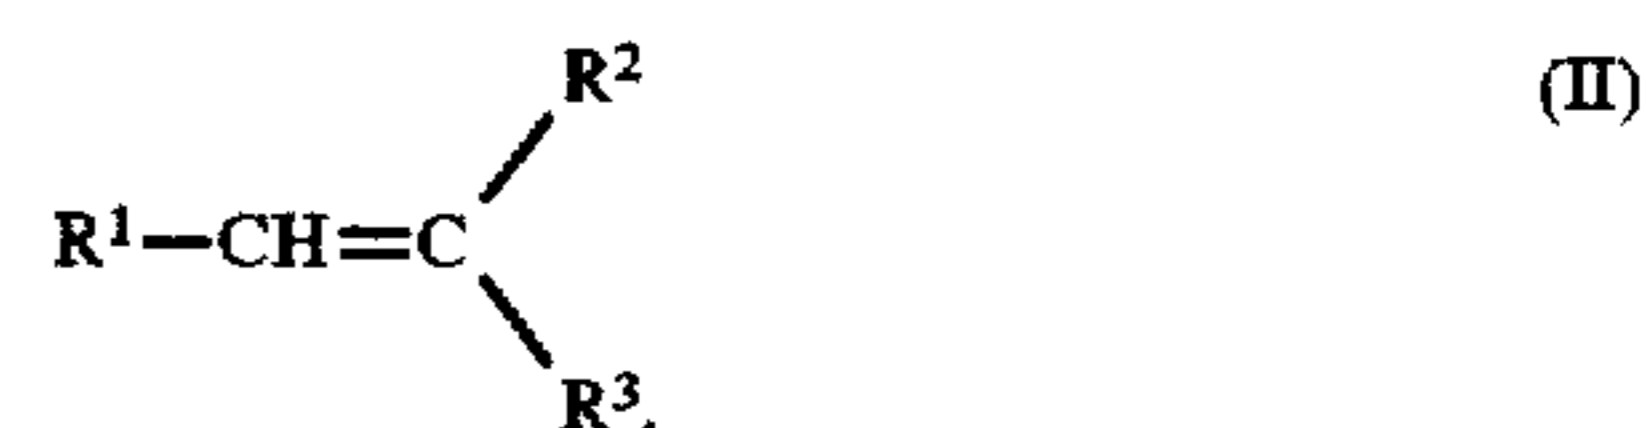 R² (II)
R¹—CH=C
R³,